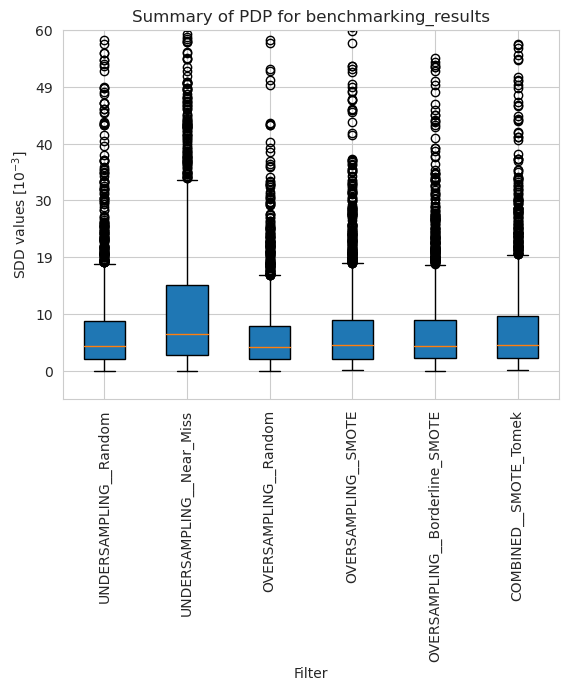 Summary of PDP for benchmarking_results
60
49
40
30
19
10
0
SDD values [10⁻³]
UNDERSAMPLING__Random
UNDERSAMPLING__Near_Miss
OVERSAMPLING__Random
OVERSAMPLING__SMOTE
OVERSAMPLING__Borderline_SMOTE
COMBINED__SMOTE_Tomek
Filter